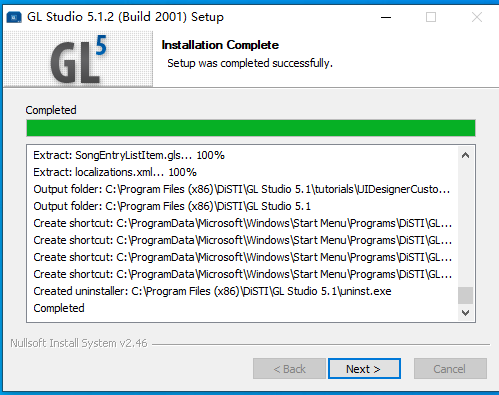 GL Studio 5.1.2 (Build 2001) Setup
GL5
Installation Complete
Setup was completed successfully.
Completed
Extract: SongEntryListItem.gls... 100%
Extract: localizations.xml... 100%
Output folder: C:\Program Files (x86)\DiSTI\GL Studio 5.1\tutorials\UIDesignerCusto...
Output folder: C:\Program Files (x86)\DiSTI\GL Studio 5.1
Create shortcut: C:\ProgramData\Microsoft\Windows\Start Menu\Programs\DiSTI\GL...
Create shortcut: C:\ProgramData\Microsoft\Windows\Start Menu\Programs\DiSTI\GL...
Create shortcut: C:\ProgramData\Microsoft\Windows\Start Menu\Programs\DiSTI\GL...
Create shortcut: C:\ProgramData\Microsoft\Windows\Start Menu\Programs\DiSTI\GL...
Created uninstaller: C:\Program Files (x86)\DiSTI\GL Studio 5.1\uninst.exe
Completed
Nullsoft Install System v2.46
< Back Next > Cancel